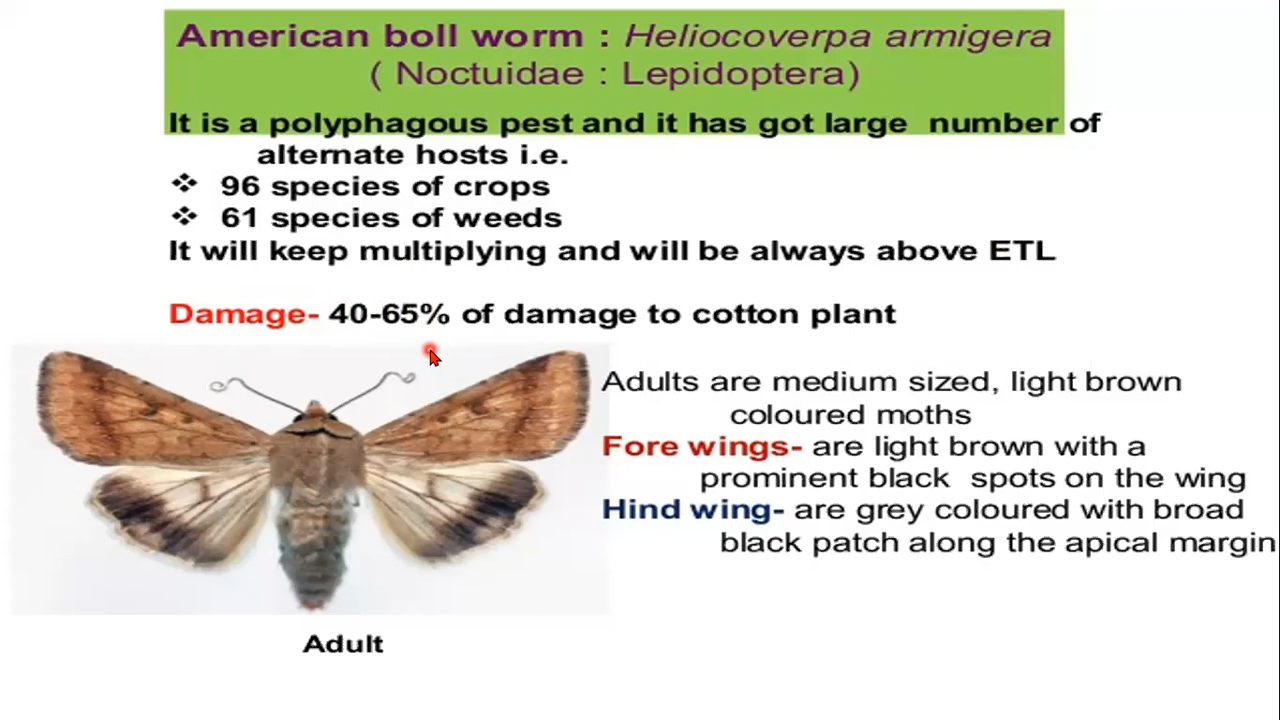 American boll worm : Heliocoverpa armigera
( Noctuidae : Lepidoptera)
It is a polyphagous pest and it has got large number of
alternate hosts i.e.
❖ 96 species of crops
❖ 61 species of weeds
It will keep multiplying and will be always above ETL
Damage- 40-65% of damage to cotton plant
Adults are medium sized, light brown
coloured moths
Fore wings- are light brown with a
prominent black spots on the wing
Hind wing- are grey coloured with broad
black patch along the apical margin
Adult